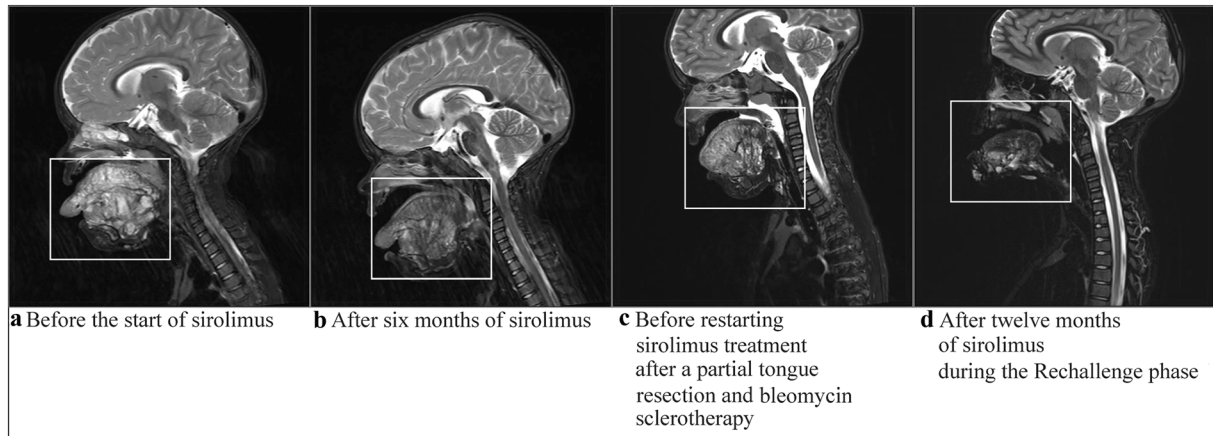 a Before the start of sirolimus
b After six months of sirolimus
c Before restarting
sirolimus treatment
after a partial tongue
resection and bleomycin
sclerotherapy
d After twelve months
of sirolimus
during the Rechallenge phase